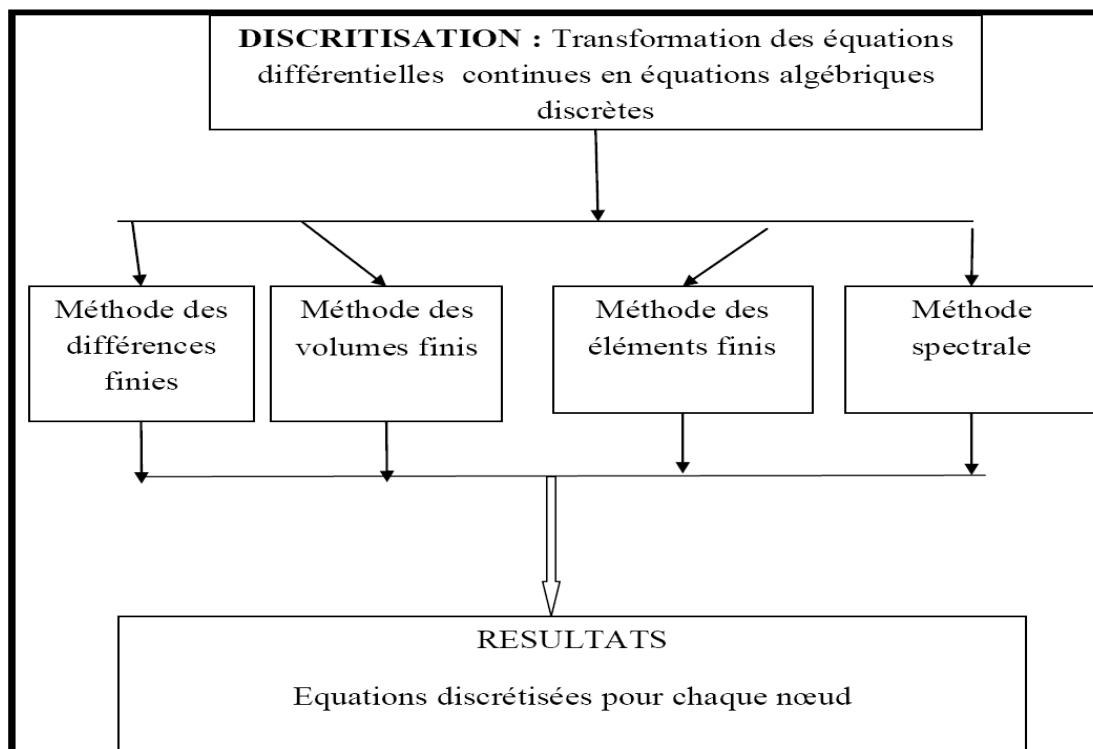 DISCRITISATION : Transformation des équations
différentielles continues en équations algébriques
discrètes
Méthode des
différences
finies
Méthode des
volumes finis
Méthode des
éléments finis
Méthode
spectrale
RESULTATS
Equations discrétisées pour chaque nœud